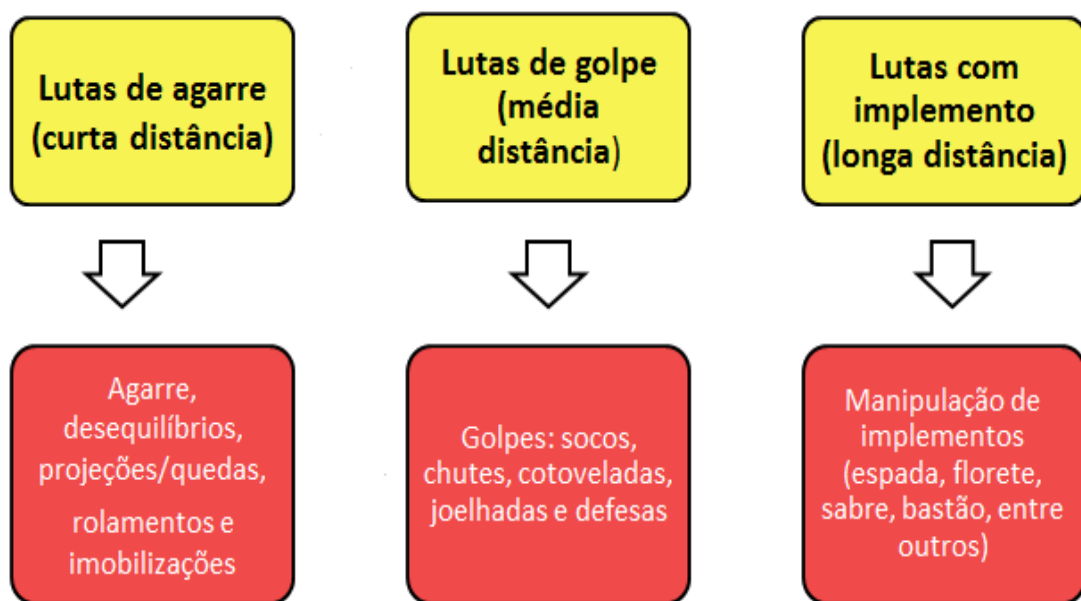 Lutas de agarre
(curta distância)
Agarre,
desequilíbrios,
projeções/quedas,
rolamentos e
imobilizações
Lutas de golpe
(média
distância)
Golpes: socos,
chutes, cotoveladas,
joelhadas e defesas
Lutas com
implemento
(longa distância)
Manipulação de
implementos
(espada, florete,
sabre, bastão, entre
outros)